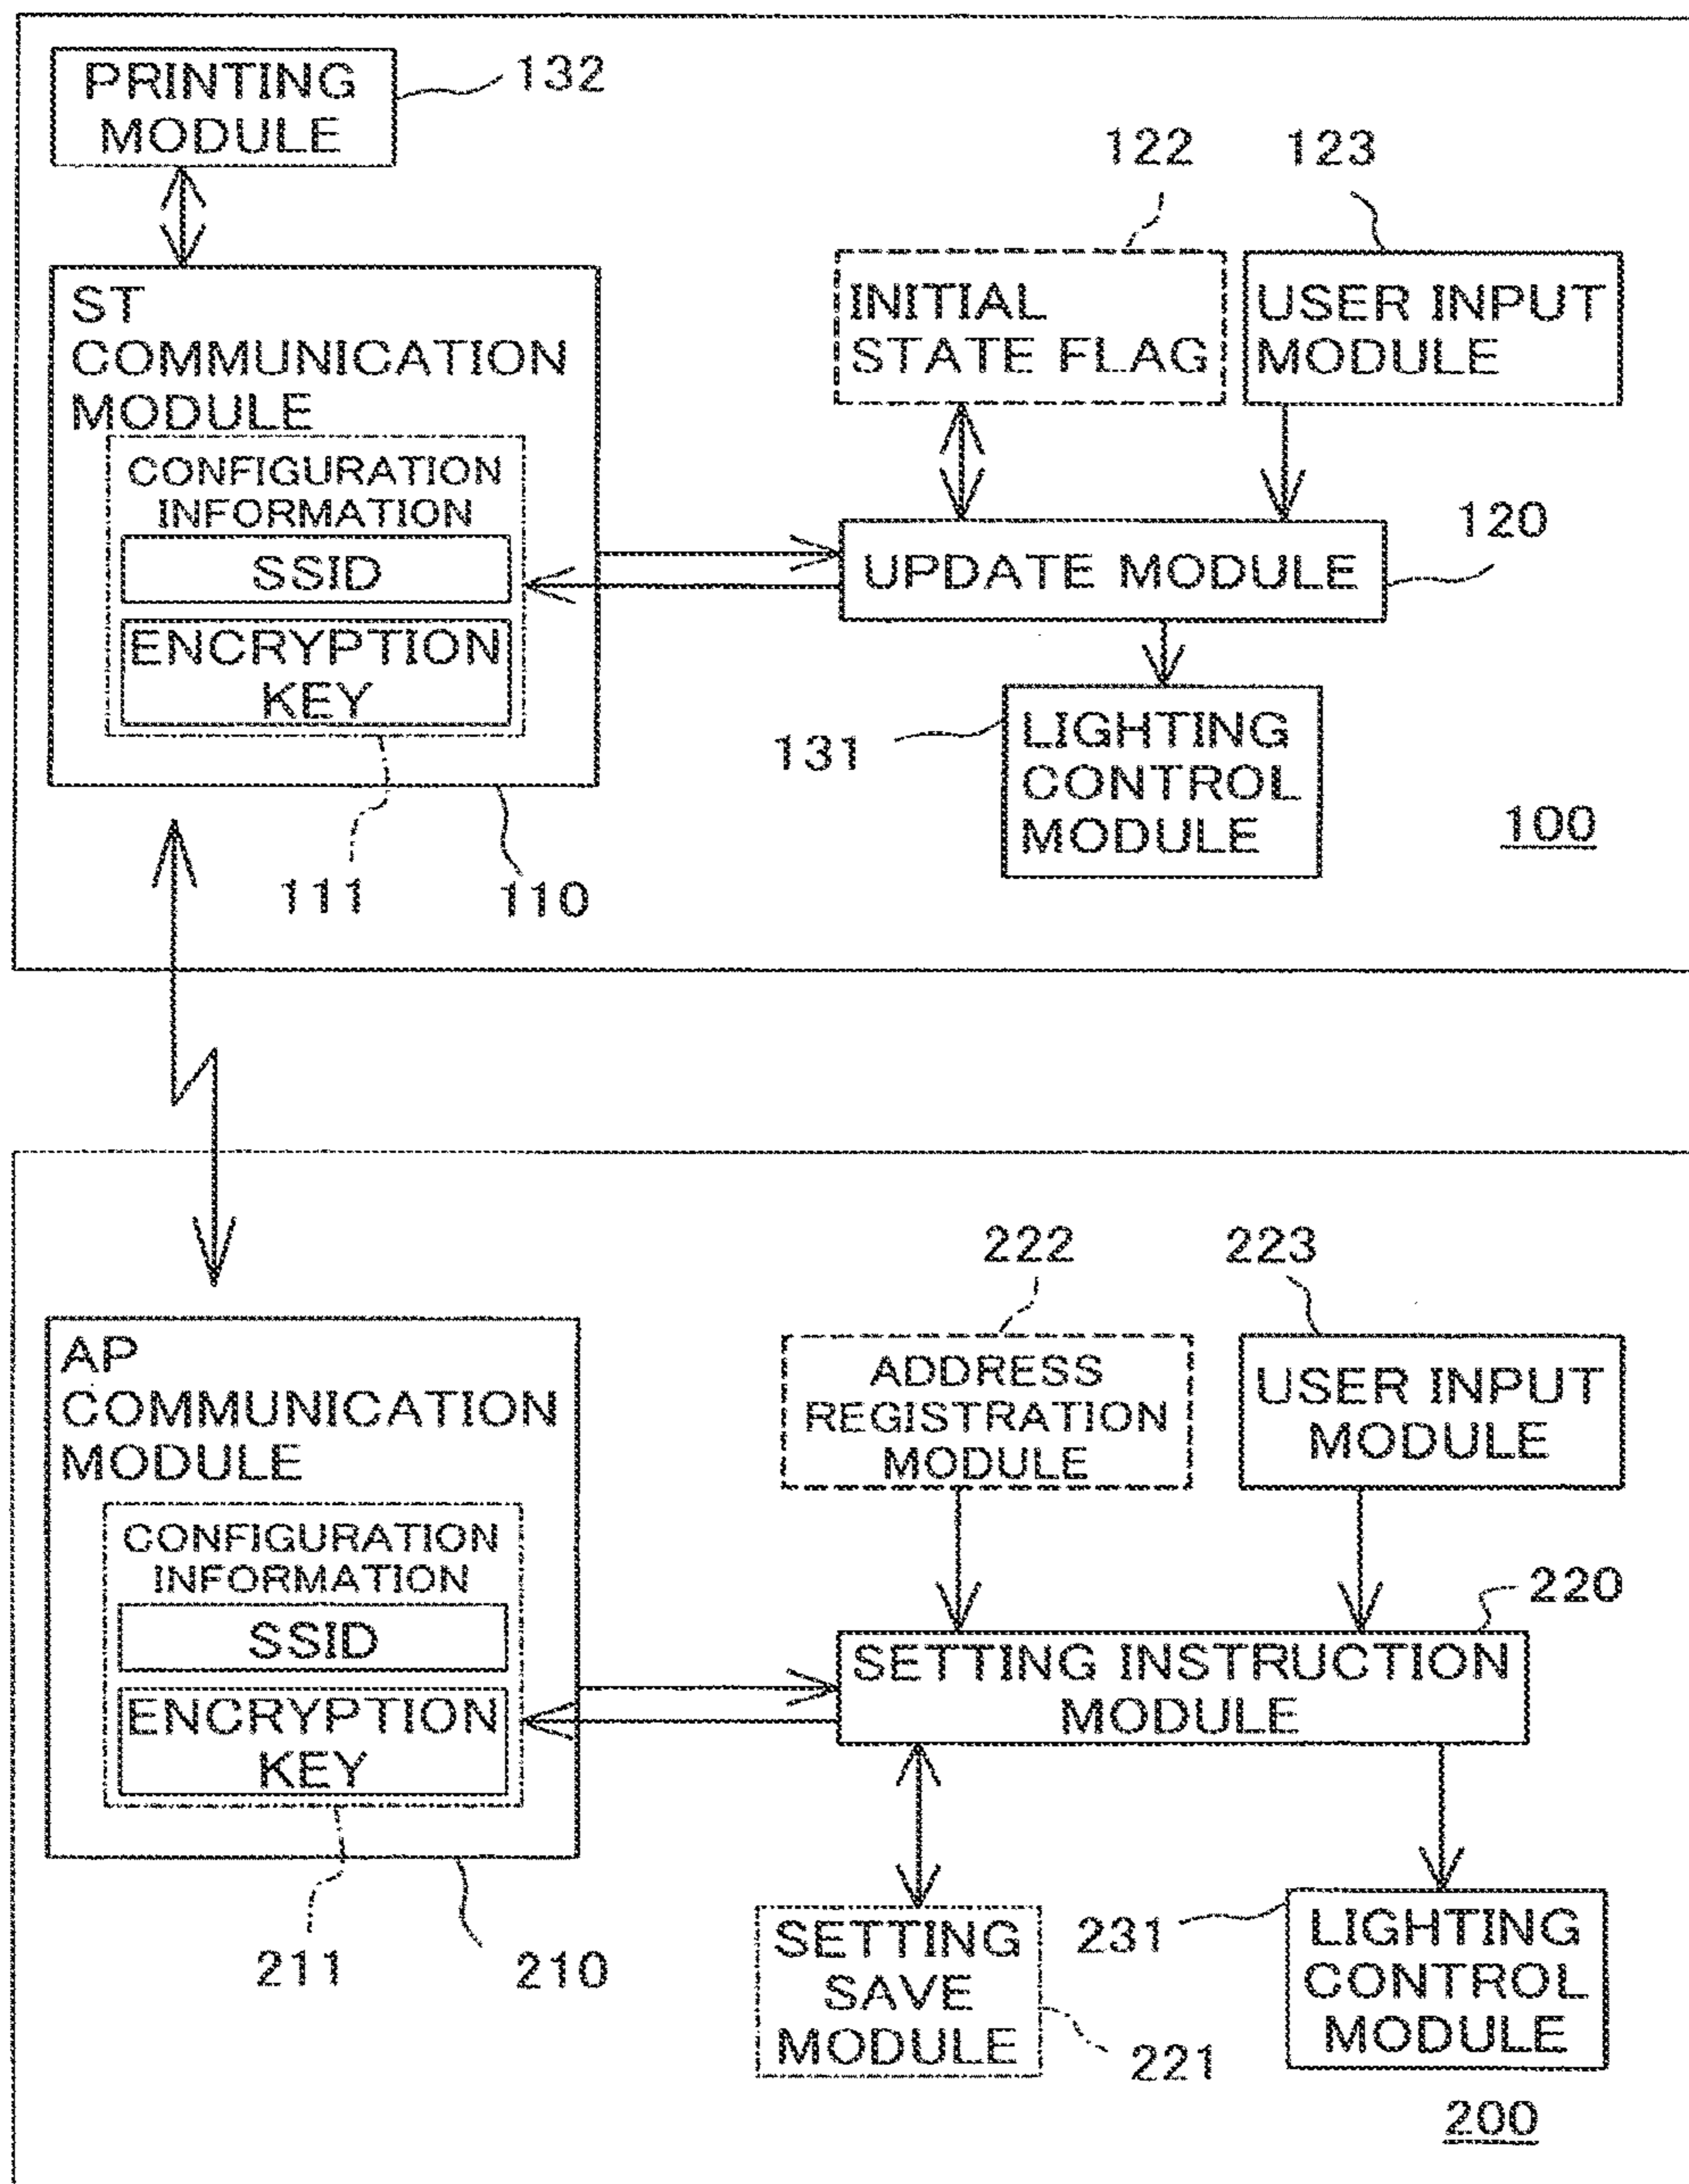 PRINTING
MODULE
132
122
123
ST
COMMUNICATION
MODULE
INITIAL
STATE FLAG
USER INPUT
MODULE
CONFIGURATION
INFORMATION
SSID
ENCRYPTION
KEY
120
UPDATE MODULE
131
LIGHTING
CONTROL
MODULE
100
111
110
222
223
AP
COMMUNICATION
MODULE
ADDRESS
REGISTRATION
MODULE
USER INPUT
MODULE
CONFIGURATION
INFORMATION
SSID
ENCRYPTION
KEY
220
SETTING INSTRUCTION
MODULE
211
210
SETTING
SAVE
MODULE
221
231
LIGHTING
CONTROL
MODULE
200